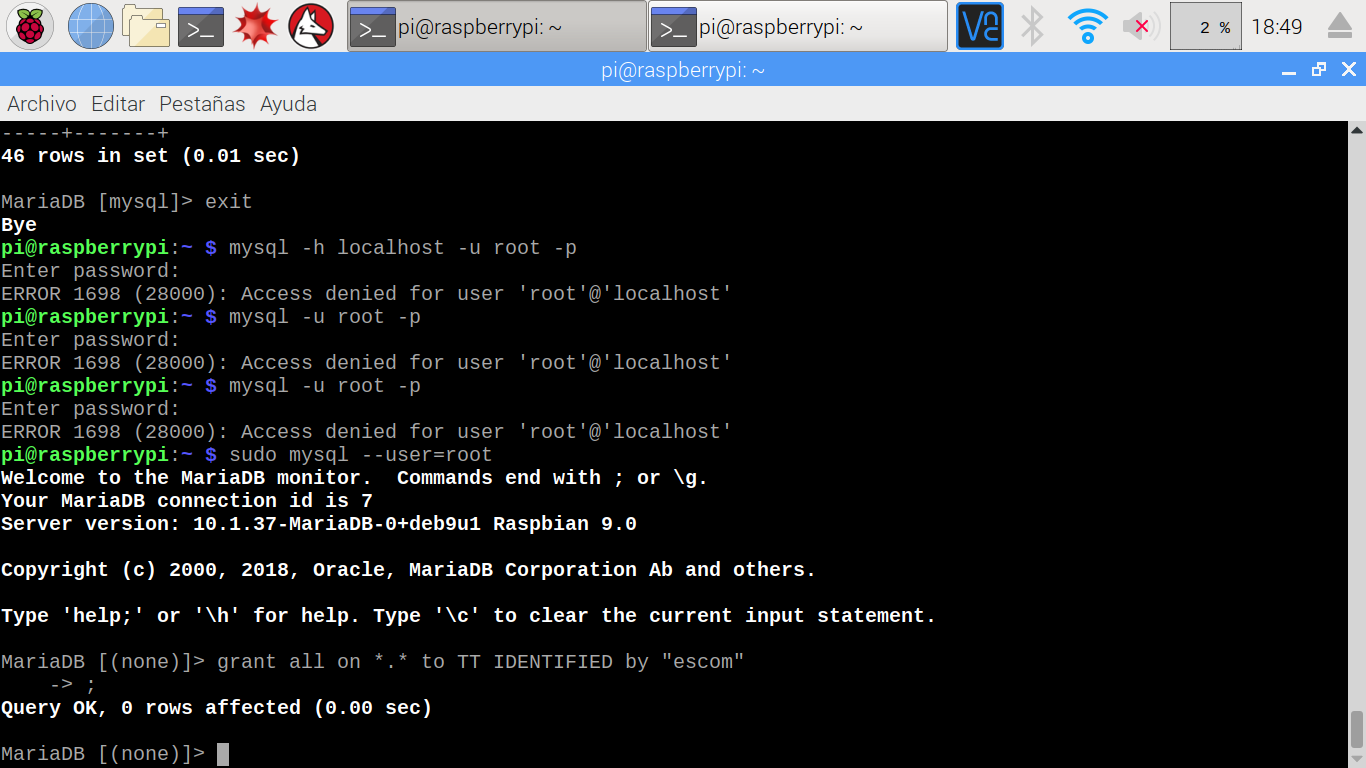 pi@raspberrypi: ~
pi@raspberrypi: ~
2 %
18:49
pi@raspberrypi: ~
Archivo Editar Pestañas Ayuda
-----+-------+
46 rows in set (0.01 sec)
MariaDB [mysql]> exit
Bye
pi@raspberrypi:~ $ mysql -h localhost -u root -p
Enter password:
ERROR 1698 (28000): Access denied for user 'root'@'localhost'
pi@raspberrypi:~ $ mysql -u root -p
Enter password:
ERROR 1698 (28000): Access denied for user 'root'@'localhost'
pi@raspberrypi:~ $ mysql -u root -p
Enter password:
ERROR 1698 (28000): Access denied for user 'root'@'localhost'
pi@raspberrypi:~ $ sudo mysql --user=root
Welcome to the MariaDB monitor.  Commands end with ; or \g.
Your MariaDB connection id is 7
Server version: 10.1.37-MariaDB-0+deb9u1 Raspbian 9.0
Copyright (c) 2000, 2018, Oracle, MariaDB Corporation Ab and others.
Type 'help;' or '\h' for help. Type '\c' to clear the current input statement.
MariaDB [(none)]> grant all on *.* to TT IDENTIFIED by "escom"
    -> ;
Query OK, 0 rows affected (0.00 sec)
MariaDB [(none)]>